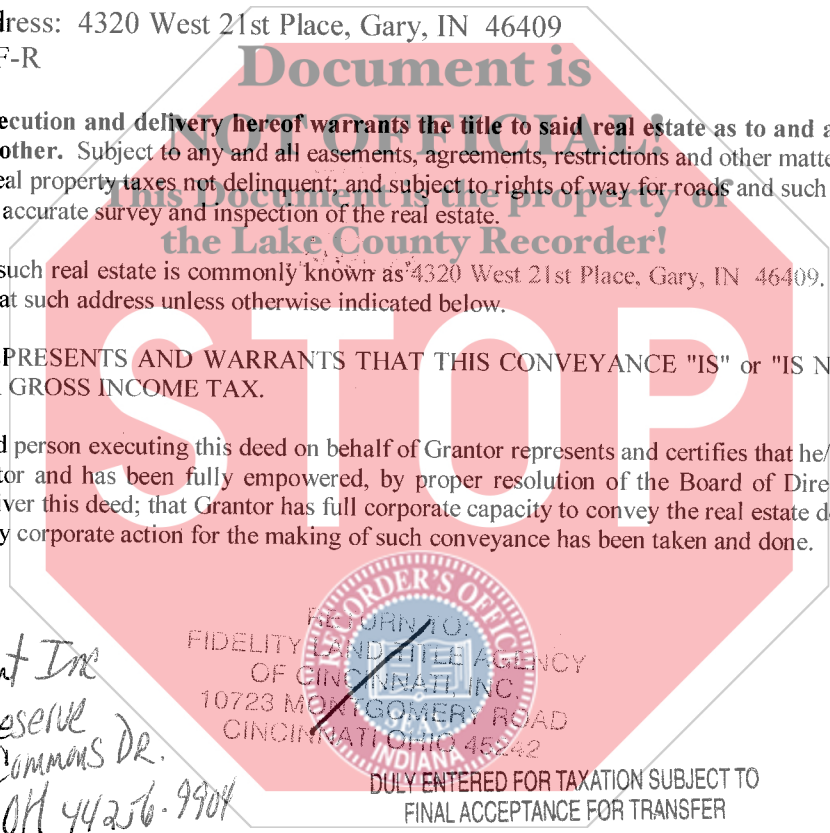 dress: 4320 West 21st Place, Gary, IN 46409
F-R
Document is
NOT OFFICIAL!
ecution and delivery hereof warrants the title to said real estate as to and a
other. Subject to any and all easements, agreements, restrictions and other matte
eal property taxes not delinquent; and subject to rights of way for roads and such
This Document is the property of
accurate survey and inspection of the real estate.
the Lake County Recorder!
such real estate is commonly known as 4320 West 21st Place, Gary, IN 46409.
at such address unless otherwise indicated below.
STOP
PRESENTS AND WARRANTS THAT THIS CONVEYANCE "IS" or "IS N
GROSS INCOME TAX.
d person executing this deed on behalf of Grantor represents and certifies that he/
tor and has been fully empowered, by proper resolution of the Board of Dire
iver this deed; that Grantor has full corporate capacity to convey the real estate d
y corporate action for the making of such conveyance has been taken and done.
RECORDER'S OFFICE
SEAL
INDIANA
RETURN TO:
FIDELITY LAND TITLE AGENCY
OF CINCINNATI, INC.
10723 MONTGOMERY ROAD
CINCINNATI OHIO 45242
nt Inc
eserve
Commons DR.
OH 44256-9904
DULY ENTERED FOR TAXATION SUBJECT TO
FINAL ACCEPTANCE FOR TRANSFER